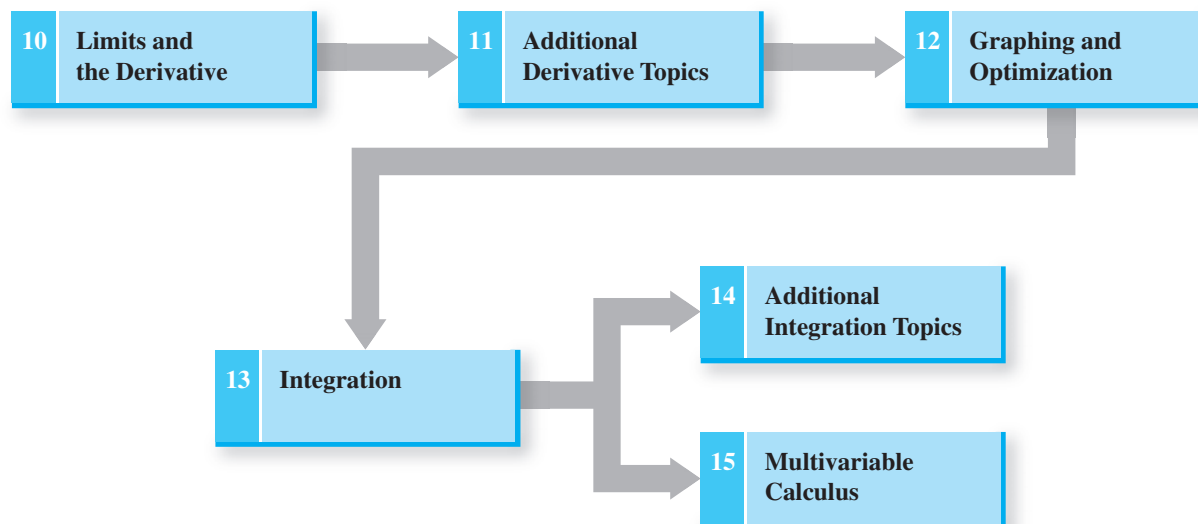 10 Limits and
the Derivative
11 Additional
Derivative Topics
12 Graphing and
Optimization
13 Integration
14 Additional
Integration Topics
15 Multivariable
Calculus